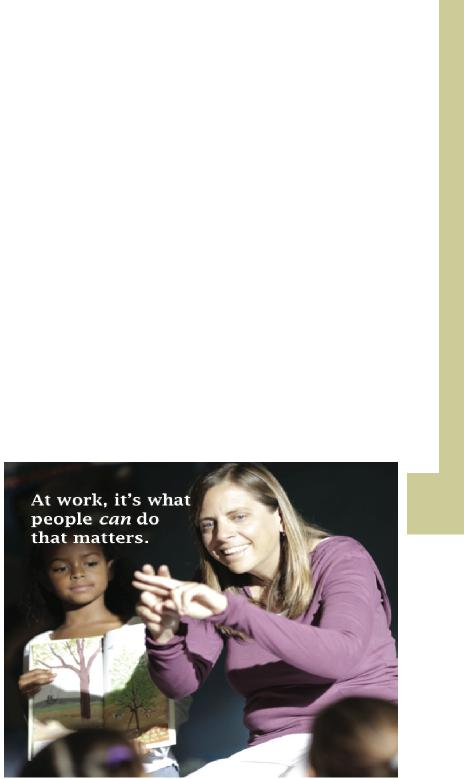 At work, it’s what
people can do
that matters.